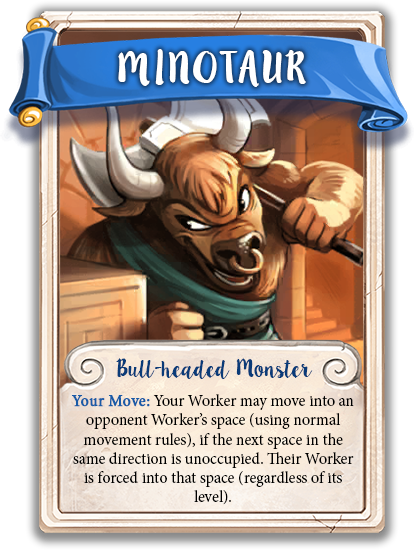 MINOTAUR
Bull-headed Monster
Your Move: Your Worker may move into an
opponent Worker's space (using normal
movement rules), if the next space in the
same direction is unoccupied. Their Worker
is forced into that space (regardless of its
level).